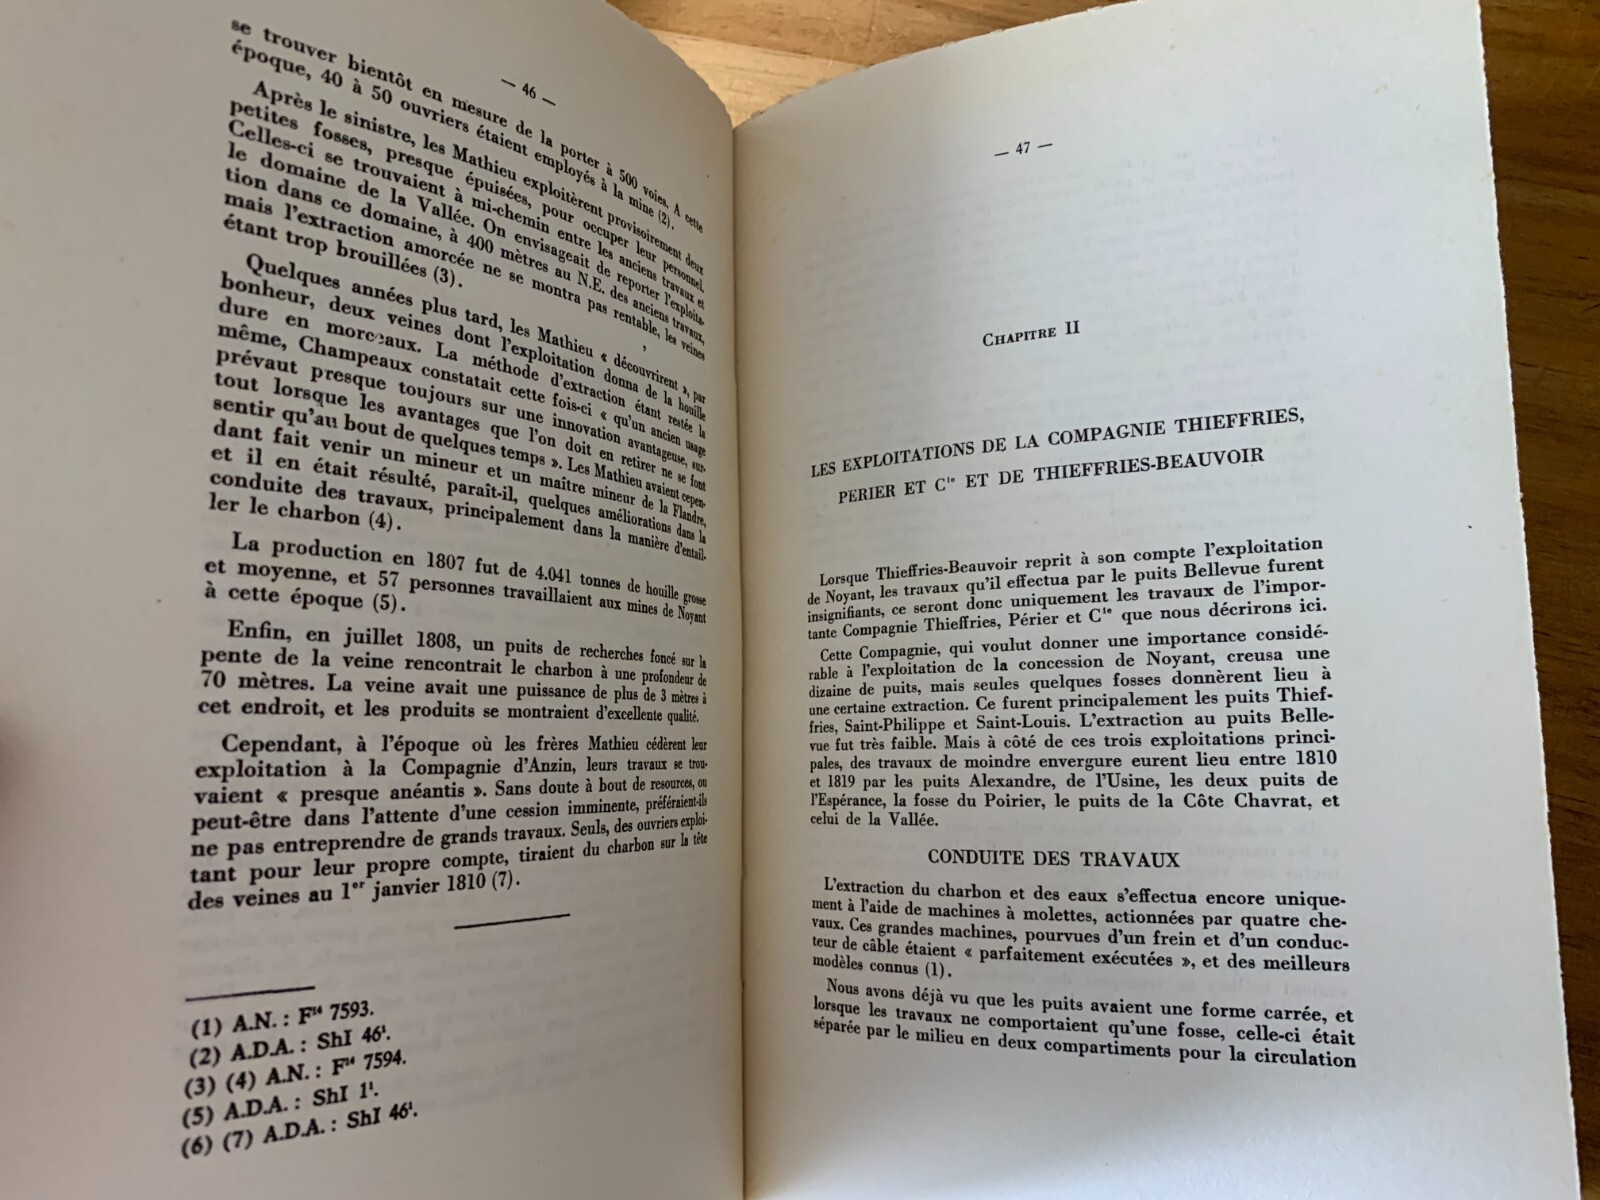 — 46 —
se trouver bientôt en mesure de la porter à 500 voies. A cette
époque, 40 à 50 ouvriers étaient employés à la mine (2).
Après le sinistre, les Mathieu exploitèrent provisoirement deux
petites fosses, presque épuisées, pour occuper leur personnel.
Celles-ci se trouvaient à mi-chemin entre les anciens travaux et
le domaine de la Vallée. On envisageait de reporter l'exploita-
tion dans ce domaine, à 400 mètres au N.E. des anciens travaux,
mais l'extraction amorcée ne se montra pas rentable, les veines
étant trop brouillées (3).
Quelques années plus tard, les Mathieu « découvrirent », par
bonheur, deux veines dont l'exploitation donna de la houille
dure en morceaux. La méthode d'extraction étant restée la
même, Champeaux constatait cette fois-ci « qu'un ancien usage
prévaut presque toujours sur une innovation avantageuse, sur-
tout lorsque les avantages que l'on doit en retirer ne se font
sentir qu'au bout de quelques temps ». Les Mathieu avaient cepen-
dant fait venir un mineur et un maître mineur de la Flandre,
et il en était résulté, paraît-il, quelques améliorations dans la
conduite des travaux, principalement dans la manière d'entail-
ler le charbon (4).
La production en 1807 fut de 4.041 tonnes de houille grosse
et moyenne, et 57 personnes travaillaient aux mines de Noyant
à cette époque (5).
Enfin, en juillet 1808, un puits de recherches foncé sur la
pente de la veine rencontrait le charbon à une profondeur de
70 mètres. La veine avait une puissance de plus de 3 mètres à
cet endroit, et les produits se montraient d'excellente qualité.
Cependant, à l'époque où les frères Mathieu cédèrent leur
exploitation à la Compagnie d'Anzin, leurs travaux se trou-
vaient « presque anéantis ». Sans doute à bout de resources, ou
peut-être dans l'attente d'une cession imminente, préféraient-ils
ne pas entreprendre de grands travaux. Seuls, des ouvriers exploi-
tant pour leur propre compte, tiraient du charbon sur la tête
des veines au 1er janvier 1810 (7).
(1) A.N. : F14 7593.
(2) A.D.A. : ShI 46¹.
(3) (4) A.N. : F14 7594.
(5) A.D.A. : ShI 1¹.
(6) (7) A.D.A. : ShI 46¹.
— 47 —
CHAPITRE II
LES EXPLOITATIONS DE LA COMPAGNIE THIEFFRIES,
PERIER ET Cie ET DE THIEFFRIES-BEAUVOIR
Lorsque Thieffries-Beauvoir reprit à son compte l'exploitation
de Noyant, les travaux qu'il effectua par le puits Bellevue furent
insignifiants, ce seront donc uniquement les travaux de l'impor-
tante Compagnie Thieffries, Périer et Cie que nous décrirons ici.
Cette Compagnie, qui voulut donner une importance considé-
rable à l'exploitation de la concession de Noyant, creusa une
dizaine de puits, mais seules quelques fosses donnèrent lieu à
une certaine extraction. Ce furent principalement les puits Thief-
fries, Saint-Philippe et Saint-Louis. L'extraction au puits Belle-
vue fut très faible. Mais à côté de ces trois exploitations princi-
pales, des travaux de moindre envergure eurent lieu entre 1810
et 1819 par les puits Alexandre, de l'Usine, les deux puits de
l'Espérance, la fosse du Poirier, le puits de la Côte Chavrat, et
celui de la Vallée.
CONDUITE DES TRAVAUX
L'extraction du charbon et des eaux s'effectua encore unique-
ment à l'aide de machines à molettes, actionnées par quatre che-
vaux. Ces grandes machines, pourvues d'un frein et d'un conduc-
teur de câble étaient « parfaitement exécutées », et des meilleurs
modèles connus (1).
Nous avons déjà vu que les puits avaient une forme carrée, et
lorsque les travaux ne comportaient qu'une fosse, celle-ci était
séparée par le milieu en deux compartiments pour la circulation